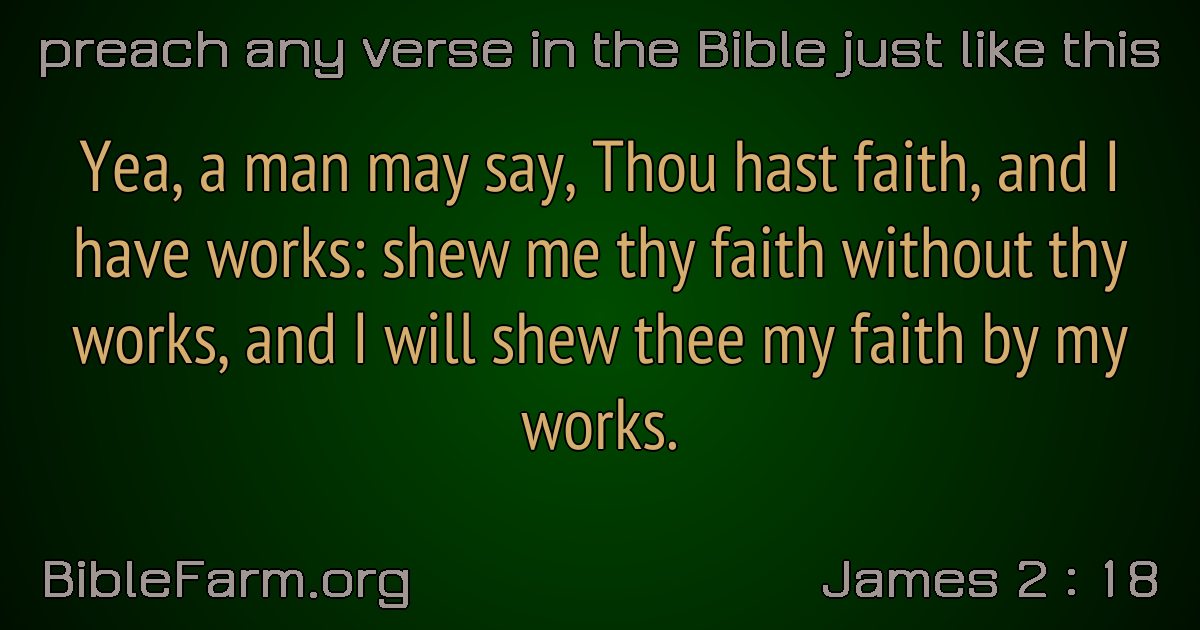 preach any verse in the Bible just like this
Yea, a man may say, Thou hast faith, and I
have works: shew me thy faith without thy
works, and I will shew thee my faith by my
works.
BibleFarm.org
James 2 : 18